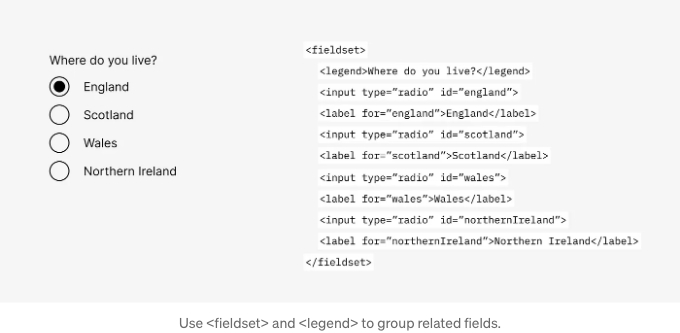 Where do you live?
England
Scotland
Wales
Northern Ireland
<fieldset>
<legend>Where do you live?</legend>
<input type=”radio” id=”england”>
<label for=”england”>England</label>
<input type=”radio” id=”scotland”>
<label for=”scotland”>Scotland</label>
<input type=”radio” id=”wales”>
<label for=”wales”>Wales</label>
<input type=”radio” id=”northernIreland”>
<label for=”northernIreland”>Northern Ireland</label>
</fieldset>
Use <fieldset> and <legend> to group related fields.